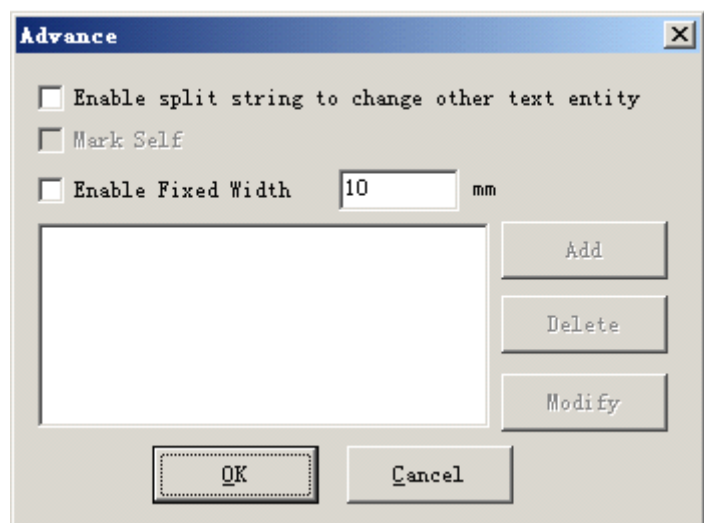 Advance
Enable split string to change other text entity
Mark Self
Enable Fixed Width 10 mm
Add
Delete
Modify
OK Cancel